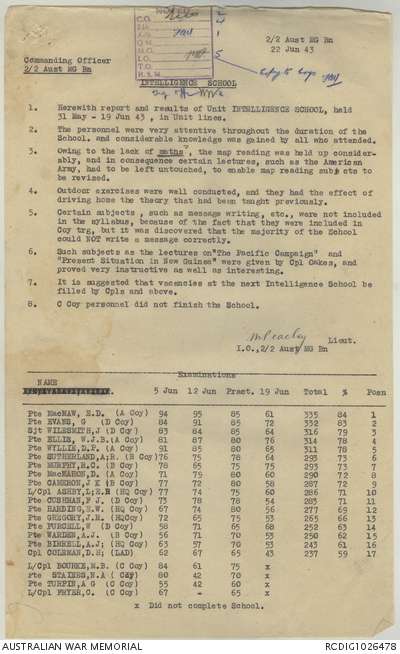 2/2 Aust MG Bn
22 Jun 43
Commanding Officer
2/2 Aust MG Bn
INTELLIGENCE SCHOOL
1. Herewith report and results of Unit INTELLIGENCE SCHOOL, held
31 May - 19 Jun 43, in Unit lines.
2. The personnel were very attentive throughout the duration of the
School, and considerable knowledge was gained by all who attended.
3. Owing to the lack of maths, the map reading was held up consider-
ably, and in consequence certain lectures, such as the American
Army, had to be left untouched, to enable map reading subjects to
be revised.
4. Outdoor exercises were well conducted, and they had the effect of
driving home the theory that had been taught previously.
5. Certain subjects, such as message writing, etc., were not included
in the syllabus, because of the fact that they were included in
Coy trg, but it was discovered that the majority of the School
could NOT write a message correctly.
6. Such subjects as the lectures on "The Pacific Campaign" and
"Present Situation in New Guinea" were given by Cpl Oakes, and
proved very instructive as well as interesting.
7. It is suggested that vacancies at the next Intelligence School be
filled by Cpls and above.
8. C Coy personnel did not finish the School.
Lieut.
I.O., 2/2 Aust MG Bn
Examinations
NAME 5 Jun 12 Jun Pract. 19 Jun Total % Posn
Pte MacNAW, E.D. (A Coy) 94 95 85 61 335 84 1
Pte EVANS, G (D Coy) 84 91 85 72 332 83 2
Sjt WILESMITH, J (D Coy) 83 84 85 64 316 79 3
Pte ELLIS, W.J.B. (A Coy) 81 87 80 76 314 78 4
Pte WYLLIE, D.P. (A Coy) 91 85 80 65 311 78 5
Pte SUTHERLAND, A; R. (H Coy) 76 75 78 64 293 73 6
Pte MURPHY, H.C. (B Coy) 78 65 75 75 293 73 7
Pte MacMAHON, D. (A Coy) 71 79 80 60 290 72 8
Pte CAMERON, J K (B Coy) 77 72 80 58 287 72 9
L/Cpl ASHBY, L; E.R (HQ Coy) 77 74 75 60 286 71 10
Pte CUSHMAN, F J. (D Coy) 73 78 78 54 283 71 11
Pte HARDING, E.W. (HQ Coy) 67 74 80 56 277 69 12
Pte GREGORY, J.H. (HQCoy) 72 65 75 53 265 66 13
Pte PURCELL, W (D Coy) 58 71 65 68 252 63 14
Pte WARDEN, A.J. (B Coy) 56 71 70 53 250 62 15
Pte BIRRELL, A.J; (HQ Coy) 63 57 70 53 243 61 16
Cpl COLEMAN, D.H; (LAD) 62 67 65 43 237 59 17
L/Cpl BOURKE, M.B. (C Coy) 84 61 75 x
Pte STAINES, N.A (C Coy) 80 42 70 x
Pte TURPIN, A G (C Coy) 55 42 60 x
L/Cpl FRYER, C. (C Coy) 67 - 65 x
x Did not complete School.
AUSTRALIAN WAR MEMORIAL
RCDIG1026478